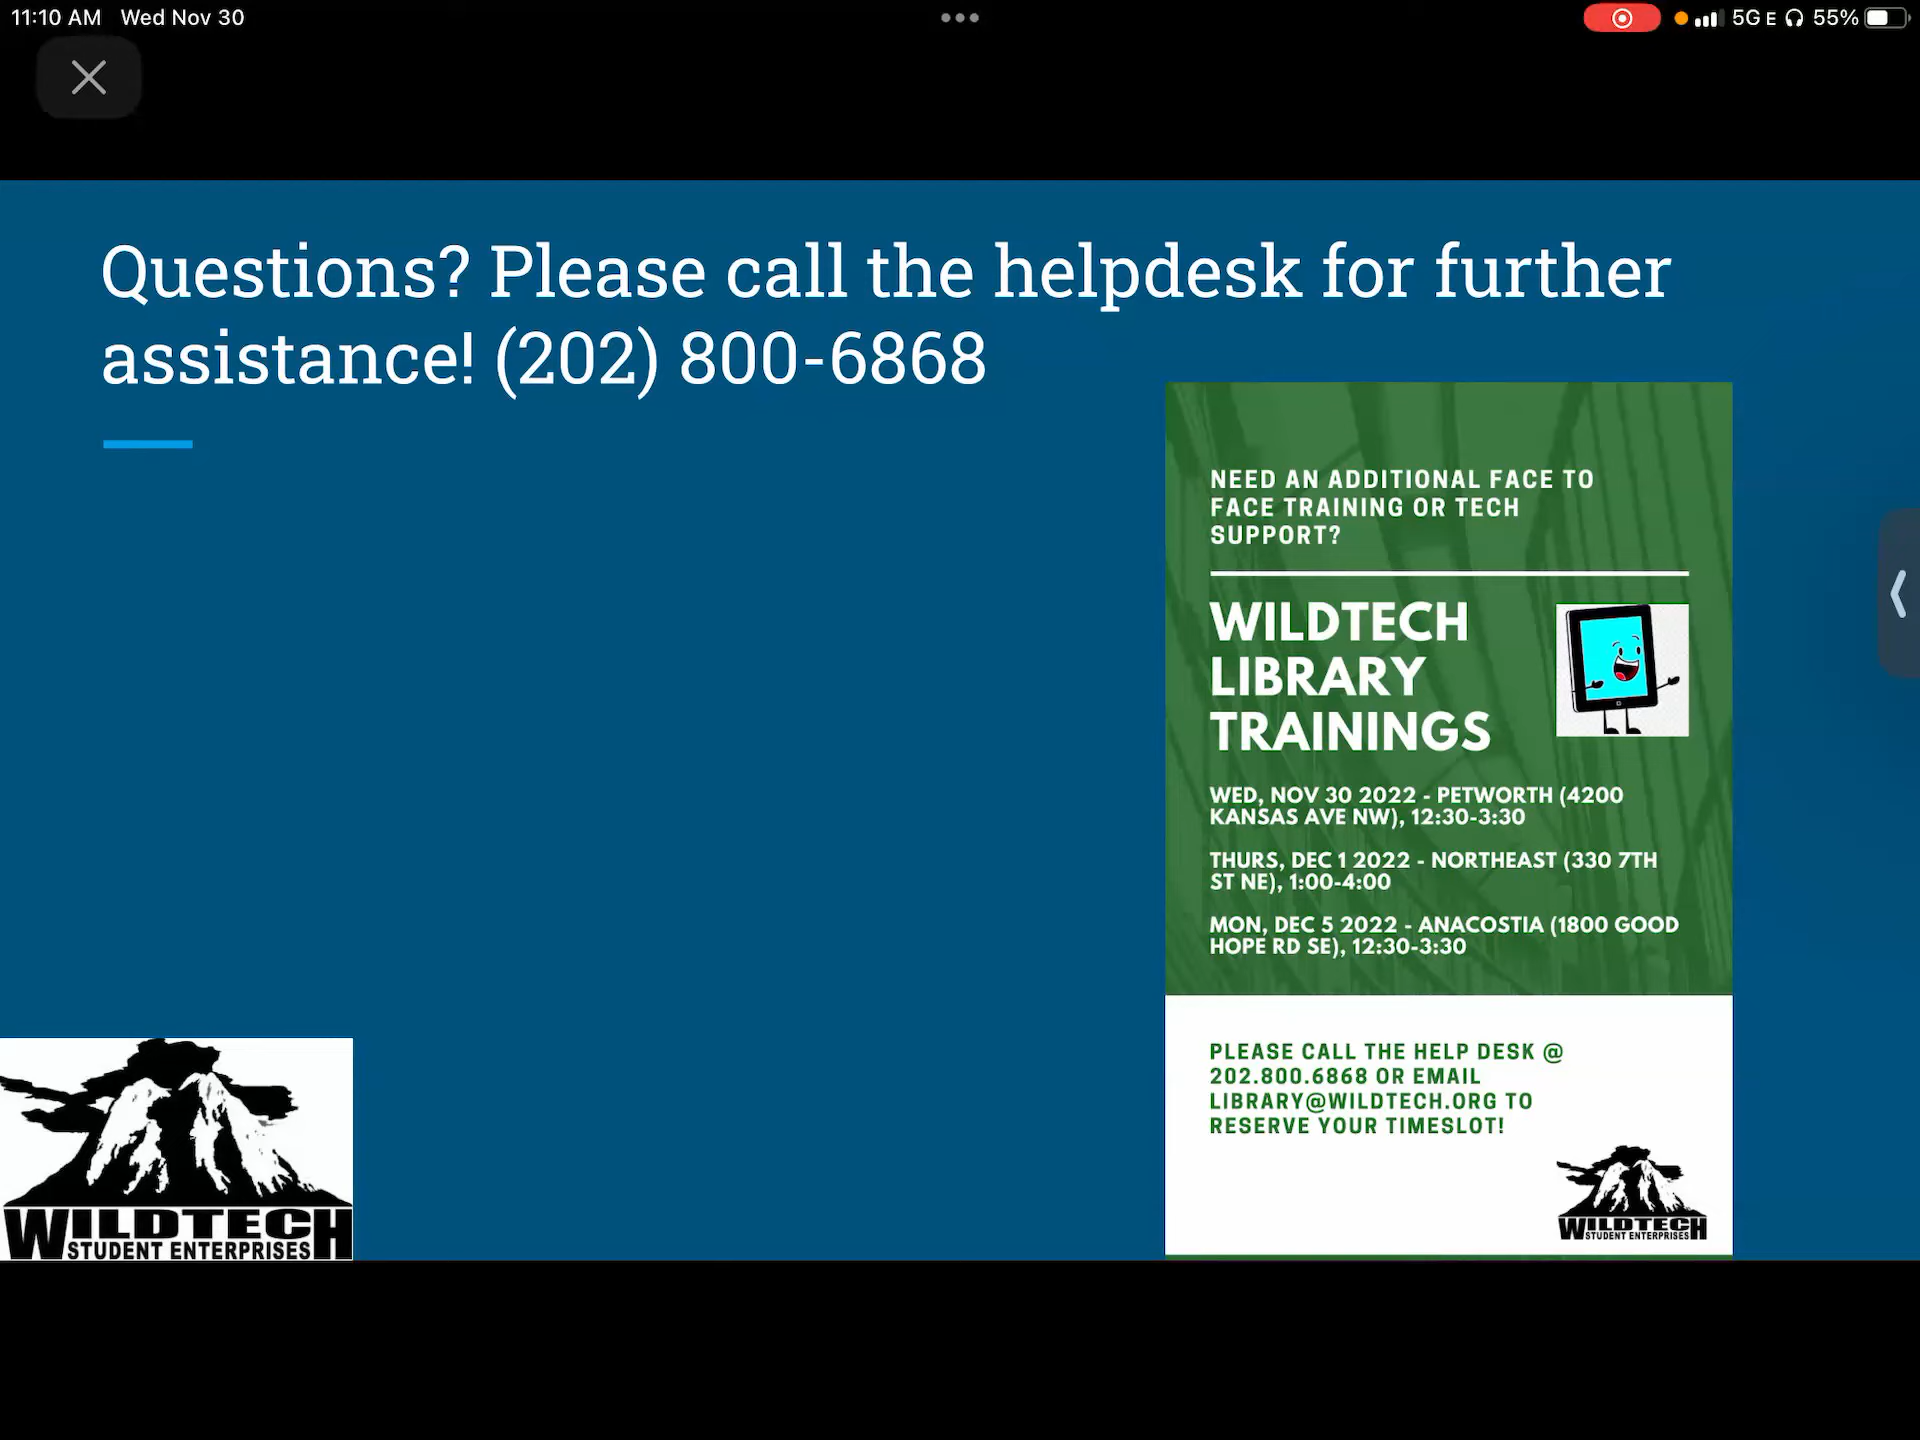 11:10 AM Wed Nov 30
5G E 55%
Questions? Please call the helpdesk for further
assistance! (202) 800-6868
NEED AN ADDITIONAL FACE TO
FACE TRAINING OR TECH
SUPPORT?
WILDTECH
LIBRARY
TRAININGS
WED, NOV 30 2022 - PETWORTH (4200
KANSAS AVE NW), 12:30-3:30
THURS, DEC 1 2022 - NORTHEAST (330 7TH
ST NE), 1:00-4:00
MON, DEC 5 2022 - ANACOSTIA (1800 GOOD
HOPE RD SE), 12:30-3:30
PLEASE CALL THE HELP DESK @
202.800.6868 OR EMAIL
LIBRARY@WILDTECH.ORG TO
RESERVE YOUR TIMESLOT!
WILDTECH
STUDENT ENTERPRISES
WILDTECH
STUDENT ENTERPRISES